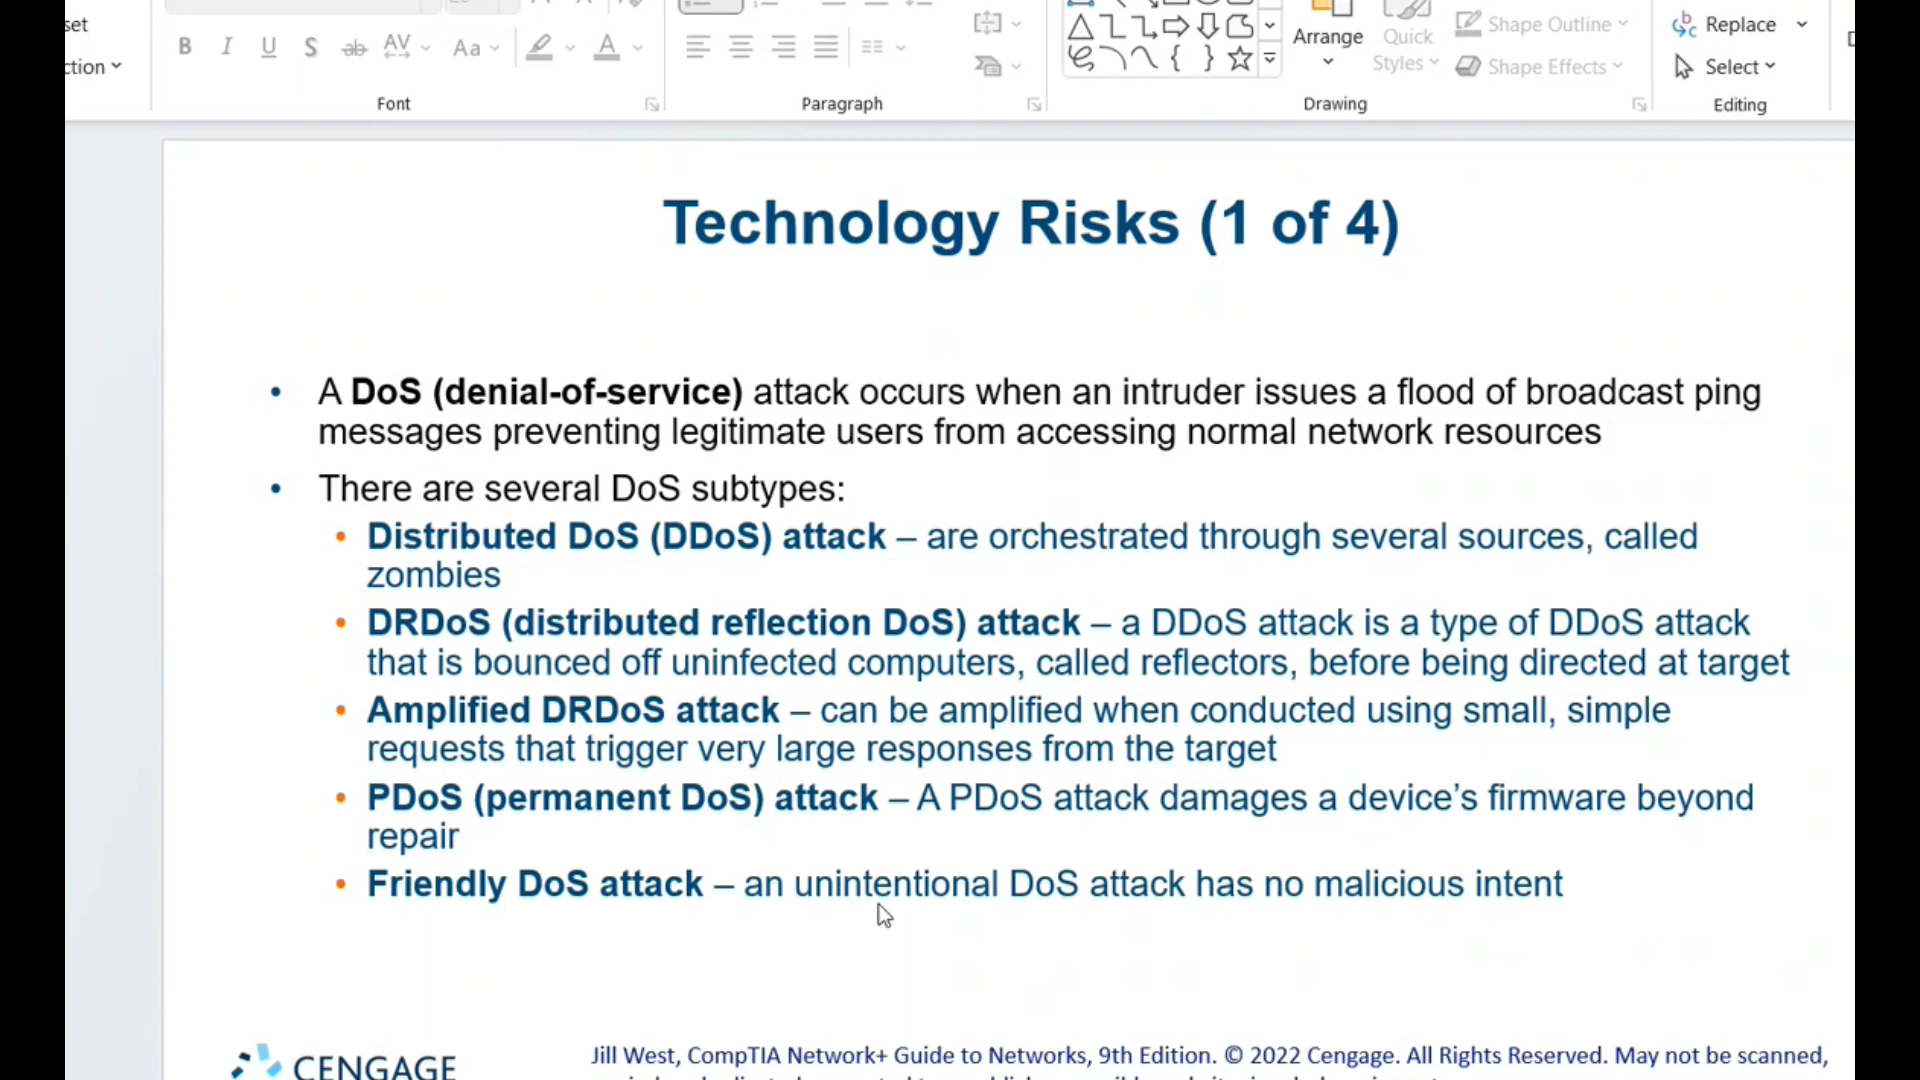 set
ction
B I U S ab AV Aa A
Font
Paragraph
Arrange
Quick
Styles
Shape Outline
Shape Effects
Drawing
Replace
Select
Editing
Technology Risks (1 of 4)
• A DoS (denial-of-service) attack occurs when an intruder issues a flood of broadcast ping
messages preventing legitimate users from accessing normal network resources
• There are several DoS subtypes:
• Distributed DoS (DDoS) attack – are orchestrated through several sources, called
zombies
• DRDoS (distributed reflection DoS) attack – a DDoS attack is a type of DDoS attack
that is bounced off uninfected computers, called reflectors, before being directed at target
• Amplified DRDoS attack – can be amplified when conducted using small, simple
requests that trigger very large responses from the target
• PDoS (permanent DoS) attack – A PDoS attack damages a device’s firmware beyond
repair
• Friendly DoS attack – an unintentional DoS attack has no malicious intent
CENGAGE
Jill West, CompTIA Network+ Guide to Networks, 9th Edition. © 2022 Cengage. All Rights Reserved. May not be scanned,